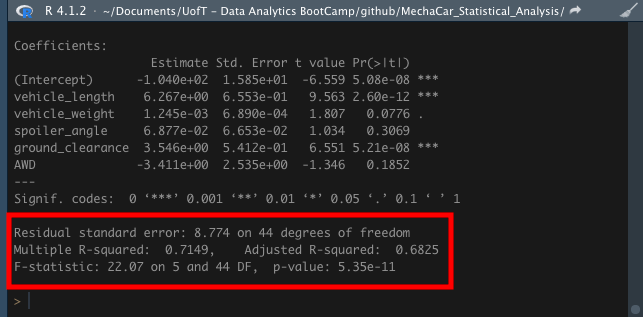 R 4.1.2 · ~/Documents/UofT - Data Analytics BootCamp/github/MechaCar_Statistical_Analysis/
Coefficients:
Estimate Std. Error t value Pr(>|t|)
(Intercept) -1.040e+02 1.585e+01 -6.559 5.08e-08 ***
vehicle_length 6.267e+00 6.553e-01 9.563 2.60e-12 ***
vehicle_weight 1.245e-03 6.890e-04 1.807 0.0776 .
spoiler_angle 6.877e-02 6.653e-02 1.034 0.3069
ground_clearance 3.546e+00 5.412e-01 6.551 5.21e-08 ***
AWD -3.411e+00 2.535e+00 -1.346 0.1852
---
Signif. codes: 0 ‘***’ 0.001 ‘**’ 0.01 ‘*’ 0.05 ‘.’ 0.1 ‘ ’ 1
Residual standard error: 8.774 on 44 degrees of freedom
Multiple R-squared: 0.7149, Adjusted R-squared: 0.6825
F-statistic: 22.07 on 5 and 44 DF, p-value: 5.35e-11
>